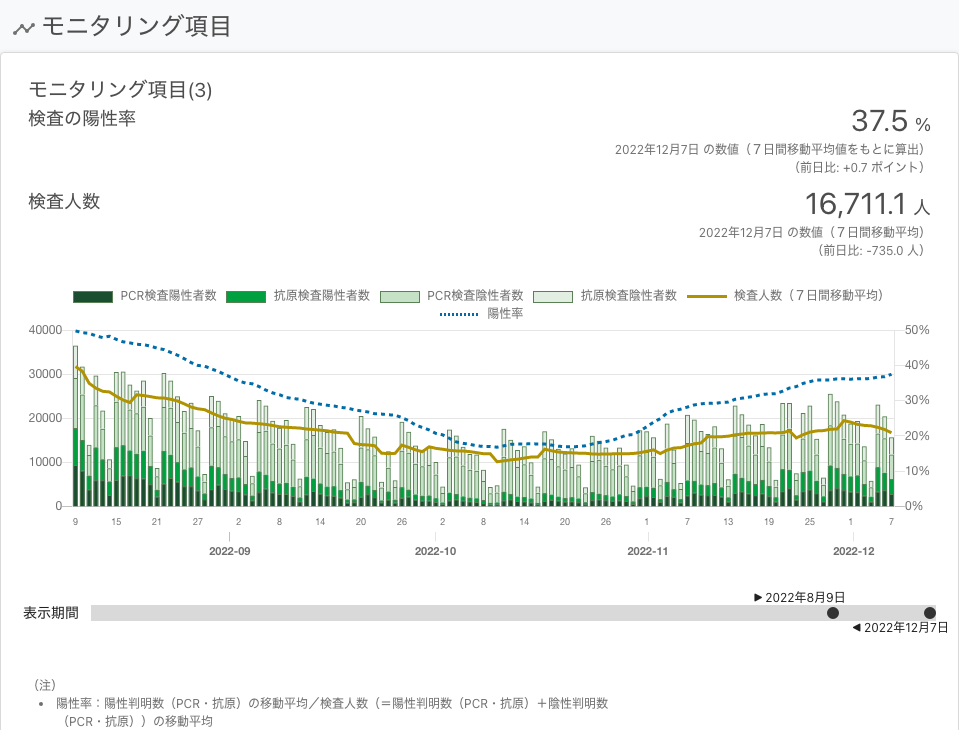 モニタリング項目
モニタリング項目(3)
検査の陽性率
37.5 %
2022年12月7日 の数値（７日間移動平均値をもとに算出）
（前日比: +0.7 ポイント）
検査人数
16,711.1 人
2022年12月7日 の数値（７日間移動平均）
（前日比: -735.0 人）
PCR検査陽性者数 抗原検査陽性者数 PCR検査陰性者数 抗原検査陰性者数 検査人数（７日間移動平均）
陽性率
40000 50%
40%
30000
30%
20000
20%
10000
10%
0 0%
9 15 21 27 2 8 14 20 26 2 8 14 20 26 1 7 13 19 25 1 7
2022-09 2022-10 2022-11 2022-12
▶ 2022年8月9日
表示期間
◀ 2022年12月7日
（注）
• 陽性率：陽性判明数（PCR・抗原）の移動平均／検査人数（＝陽性判明数（PCR・抗原）＋陰性判明数
（PCR・抗原））の移動平均